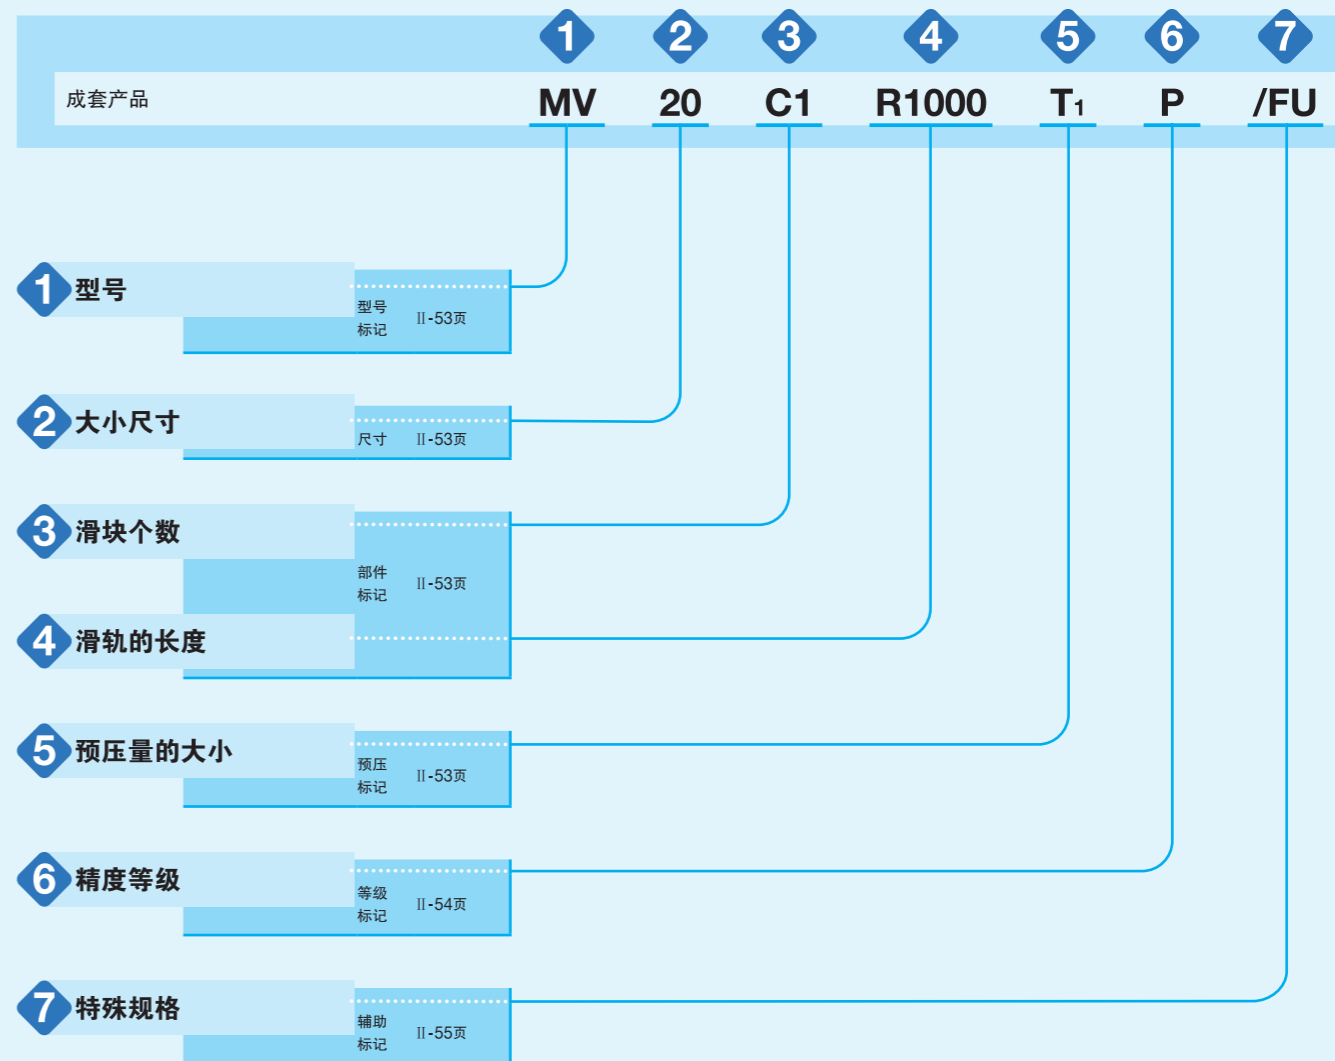 1 2 3 4 5 6 7
成套产品 MV 20 C1 R1000 T1 P /FU
1 型号
型号
标记 II-53页
2 大小尺寸
尺寸 II-53页
3 滑块个数
部件
标记 II-53页
4 滑轨的长度
5 预压量的大小
预压
标记 II-53页
6 精度等级
等级
标记 II-54页
7 特殊规格
辅助
标记 II-55页